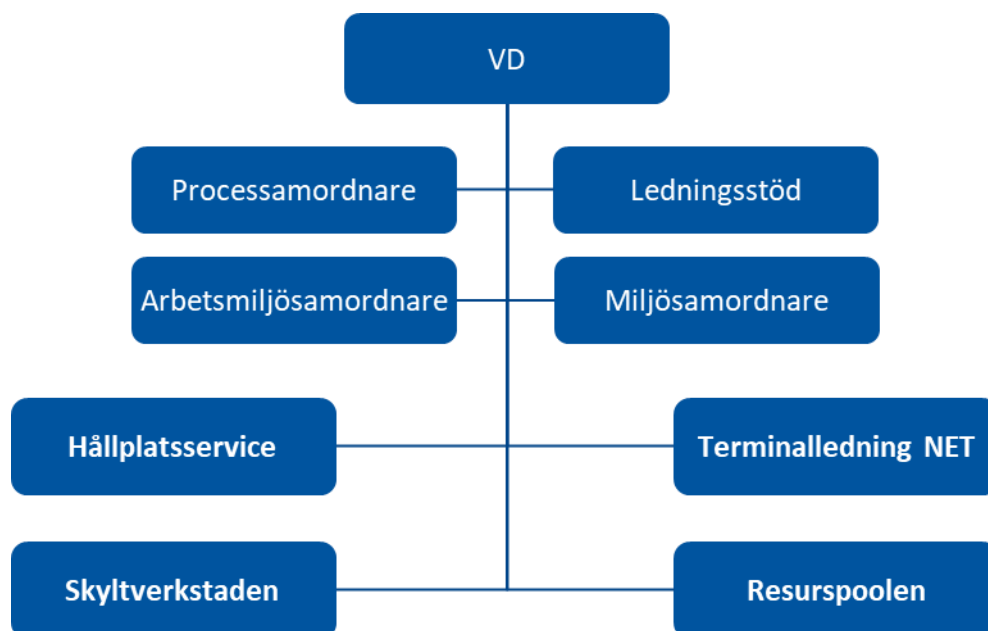 VD
Processamordnare
Ledningsstöd
Arbetsmiljösamordnare
Miljösamordnare
Hållplatsservice
Terminalledning NET
Skyltverkstaden
Resurspoolen